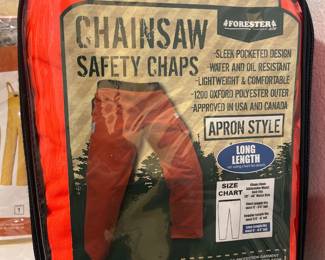 FORESTER
CHAINSAW
SAFETY CHAPS
-SLEEK POCKETED DESIGN
-WATER AND OIL RESISTANT
-LIGHTWEIGHT & COMFORTABLE
-1200 OXFORD POLYESTER OUTER
-APPROVED IN USA AND CANADA
APRON STYLE
LONG
LENGTH
SIZE
CHART